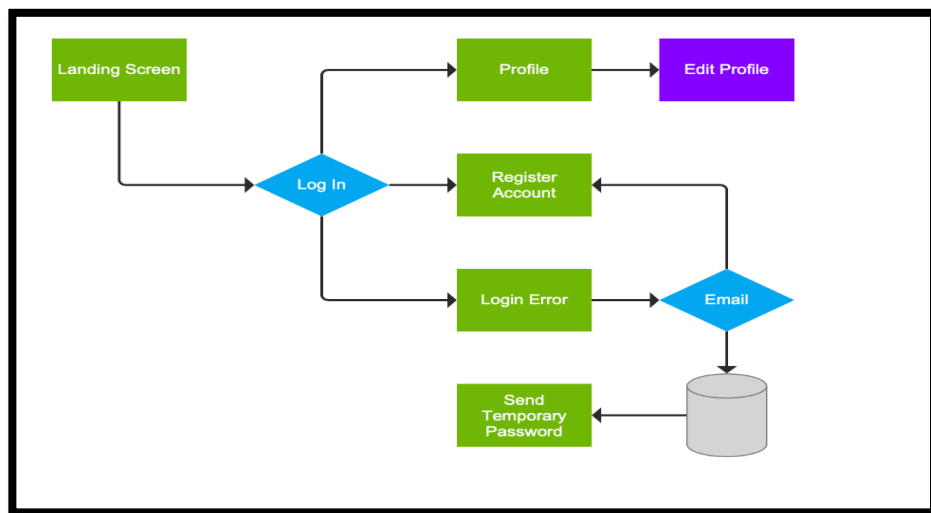 Landing Screen
Profile
Edit Profile
Log In
Register
Account
Login Error
Email
Send
Temporary
Password